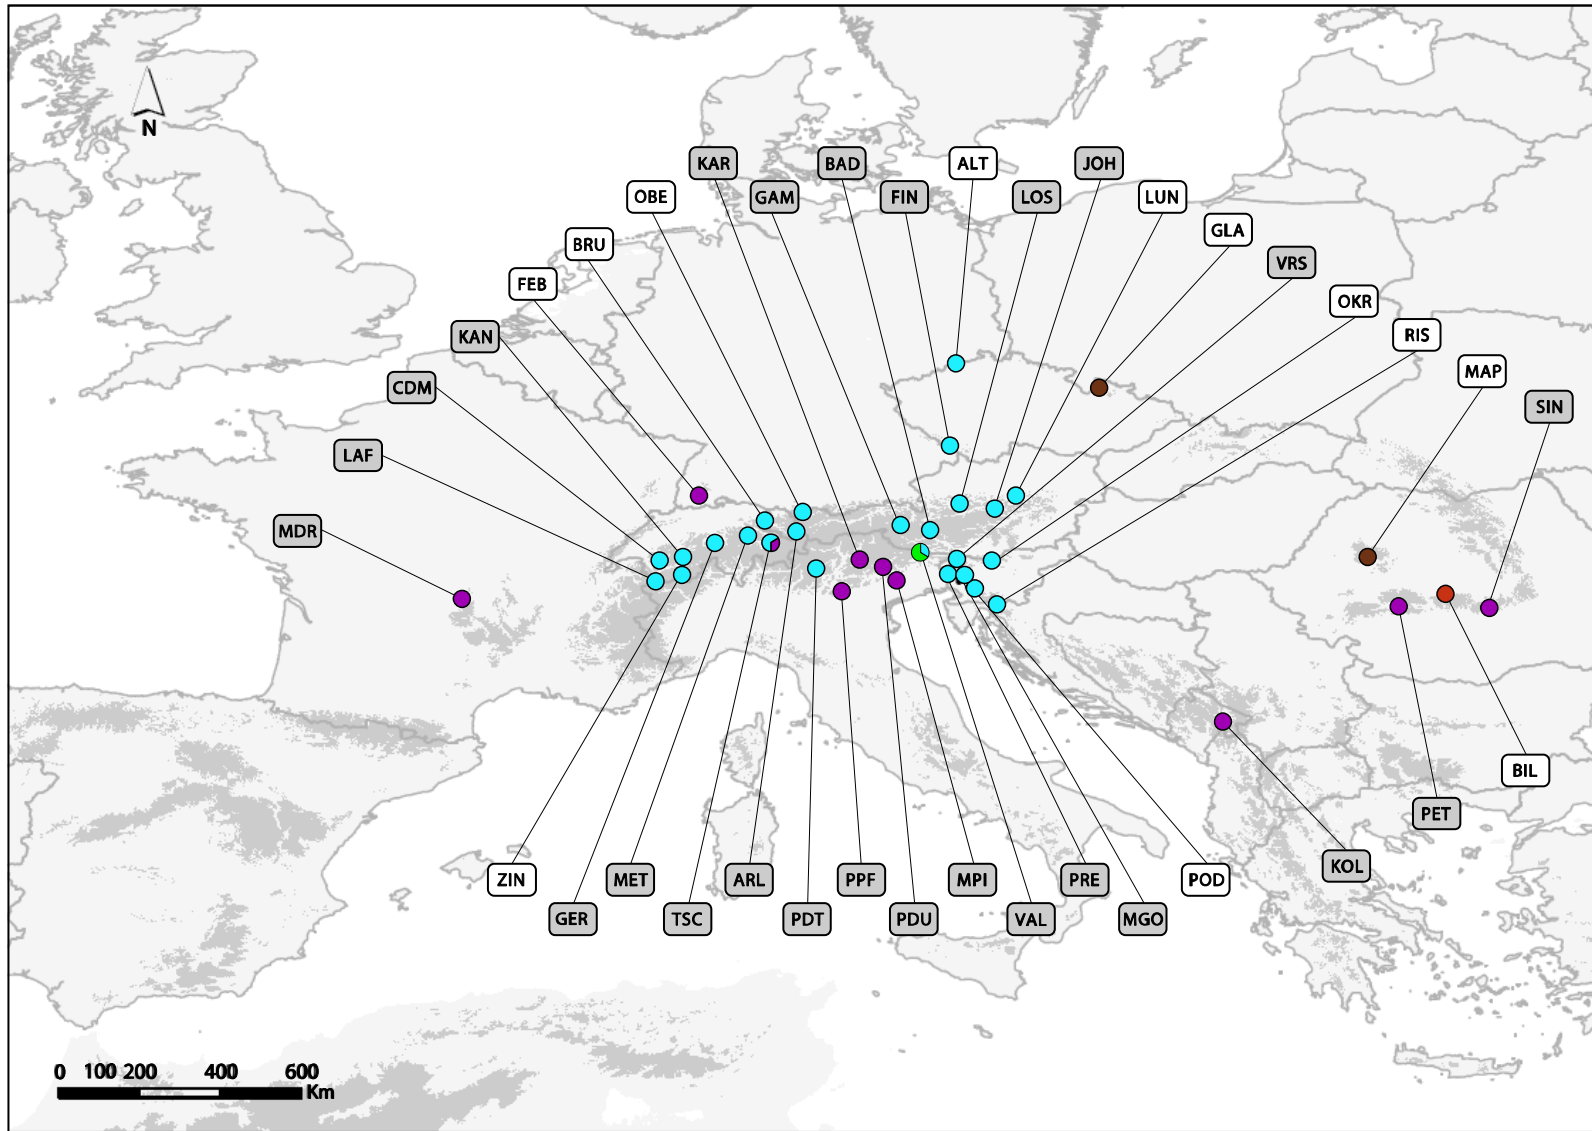 N
KAR
BAD
ALT
JOH
OBE
GAM
FIN
LOS
LUN
BRU
GLA
VRS
FEB
OKR
KAN
RIS
CDM
MAP
SIN
LAF
MDR
BIL
PET
KOL
ZIN
MET
ARL
PPF
MPI
PRE
POD
GER
TSC
PDT
PDU
VAL
MGO
0 100 200 400 600
Km